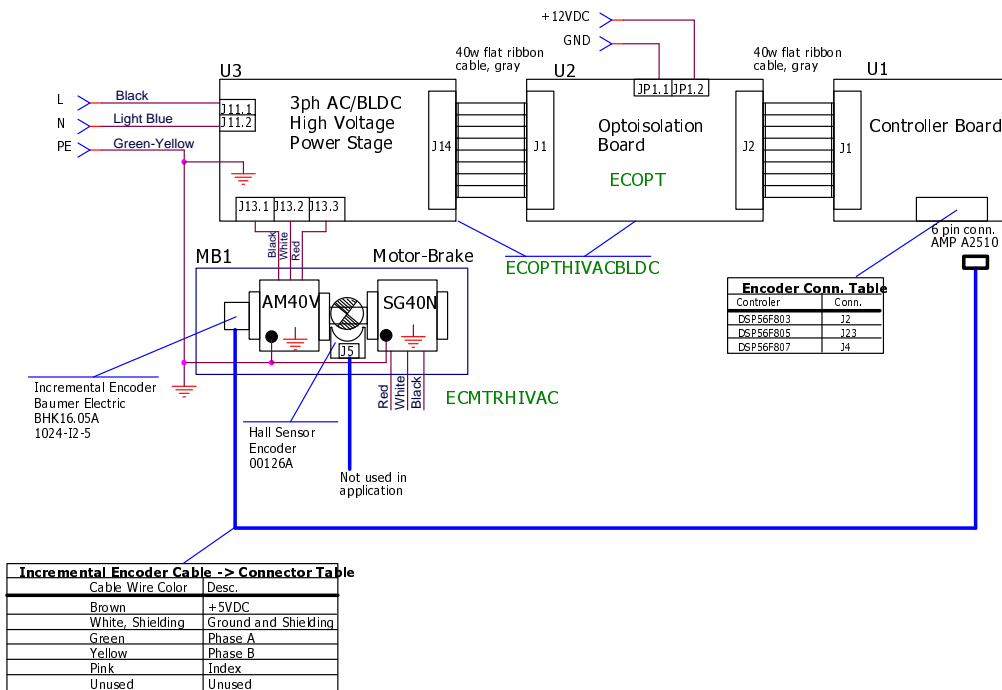 +12VDC
GND
40w flat ribbon
cable, gray
40w flat ribbon
cable, gray
U3
U2
U1
L
Black
N
Light Blue
PE
Green-Yellow
J11.1
J11.2
3ph AC/BLDC
High Voltage
Power Stage
J14
J1
JP1.1
JP1.2
Optoisolation
Board
ECOPT
J2
J1
Controller Board
J13.1
J13.2
J13.3
Black
White
Red
6 pin conn.
AMP A2510
MB1
Motor-Brake
ECOPTHIVACBLDC
AM40V
SG40N
J5
Encoder Conn. Table
Controler Conn.
DSP56F803 J2
DSP56F805 J23
DSP56F807 J4
Red
White
Black
ECMTRHIVAC
Incremental Encoder
Baumer Electric
BHK16.05A
1024-I2-5
Hall Sensor
Encoder
00126A
Not used in
application
Incremental Encoder Cable -> Connector Table
Cable Wire Color Desc.
Brown +5VDC
White, Shielding Ground and Shielding
Green Phase A
Yellow Phase B
Pink Index
Unused Unused